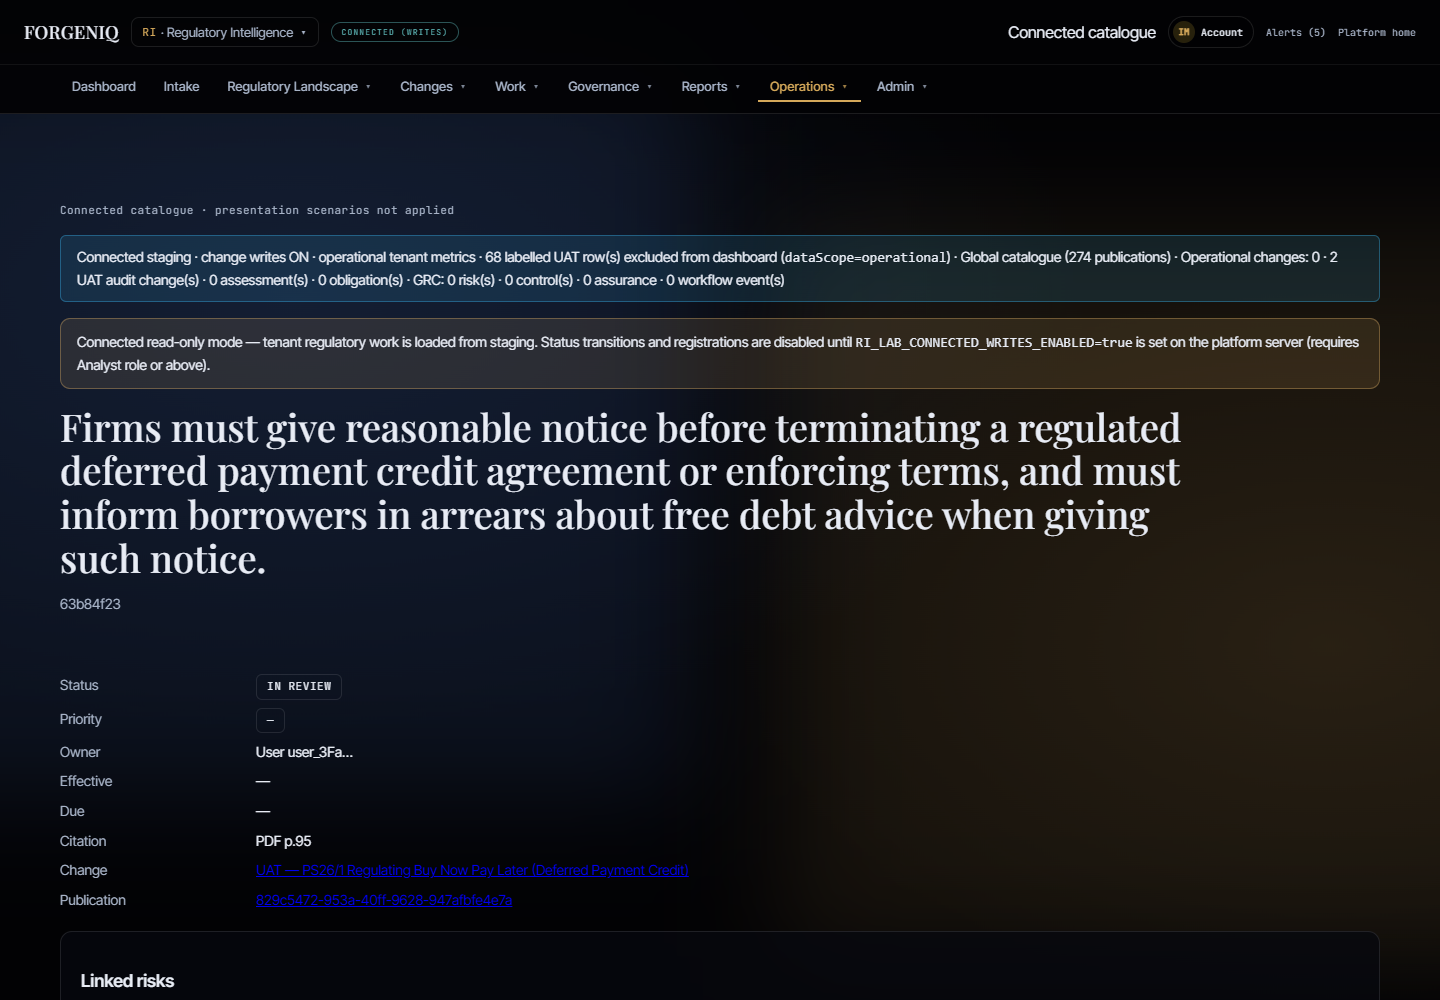 FORGENIQ
RI · Regulatory Intelligence
CONNECTED (WRITES)
Connected catalogue
IM Account
Alerts (5)
Platform home
Dashboard
Intake
Regulatory Landscape
Changes
Work
Governance
Reports
Operations
Admin
Connected catalogue · presentation scenarios not applied
Connected staging · change writes ON · operational tenant metrics · 68 labelled UAT row(s) excluded from dashboard (dataScope=operational) · Global catalogue (274 publications) · Operational changes: 0 · 2
UAT audit change(s) · 0 assessment(s) · 0 obligation(s) · GRC: 0 risk(s) · 0 control(s) · 0 assurance · 0 workflow event(s)
Connected read-only mode — tenant regulatory work is loaded from staging. Status transitions and registrations are disabled until RI_LAB_CONNECTED_WRITES_ENABLED=true is set on the platform server (requires
Analyst role or above).
Firms must give reasonable notice before terminating a regulated
deferred payment credit agreement or enforcing terms, and must
inform borrowers in arrears about free debt advice when giving
such notice.
63b84f23
Status
IN REVIEW
Priority
—
Owner
User user_3Fa...
Effective
—
Due
—
Citation
PDF p.95
Change
UAT — PS26/1 Regulating Buy Now Pay Later (Deferred Payment Credit)
Publication
829c5472-953a-40ff-9628-947afbfe4e7a
Linked risks